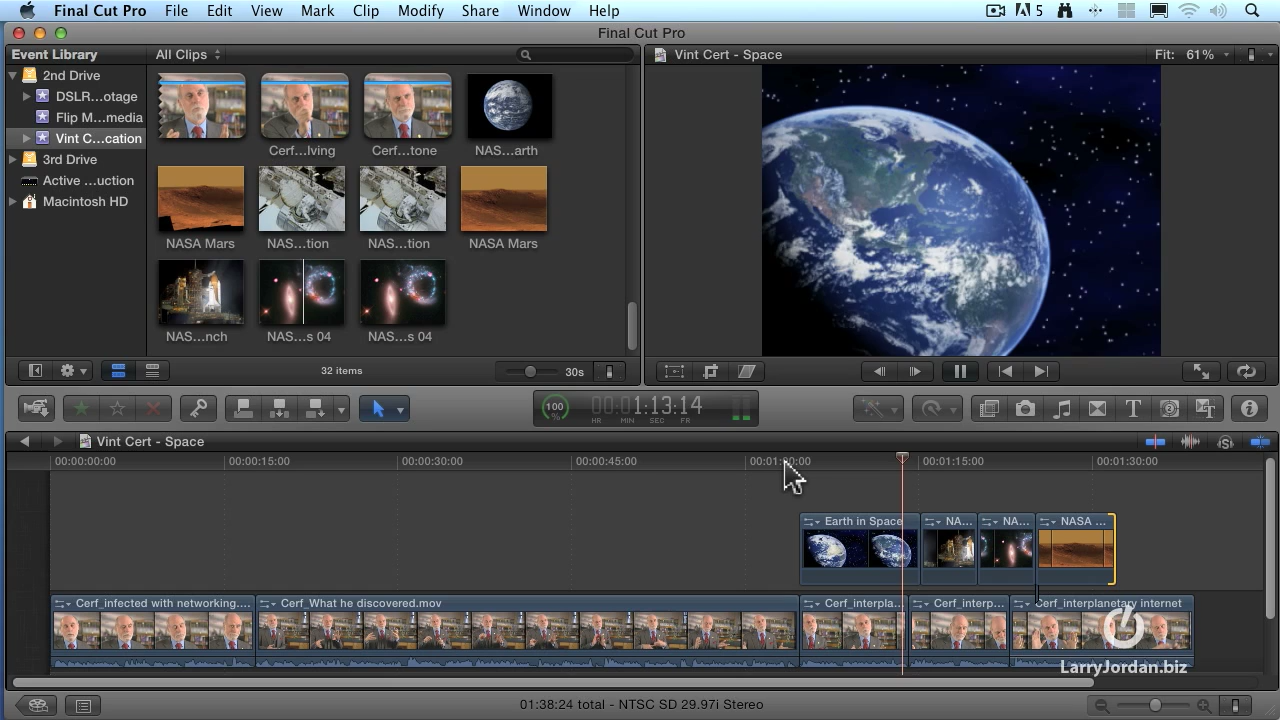 Final Cut Pro File Edit View Mark Clip Modify Share Window Help 5
Final Cut Pro
Event Library
All Clips
Vint Cert - Space
Fit: 61%
2nd Drive
DSLR...otage
Flip M...media
Vint C...cation
3rd Drive
Active ...uction
Macintosh HD
Cerf...lving
Cerf...tone
NAS...arth
NASA Mars
NAS...tion
NAS...tion
NASA Mars
NAS...nch
NAS...s 04
NAS...s 04
32 items
30s
100
%
00:01:13:14
HR MIN SEC FR
Vint Cert - Space
00:00:00:00
00:00:15:00
00:00:30:00
00:00:45:00
00:01:15:00
00:01:30:00
Earth in Space
NA...
NA...
NASA ...
Cerf_infected with networking....
Cerf_What he discovered.mov
Cerf_interpla...
Cerf_interp...
Cerf_interplanetary internet
LarryJordan.biz
01:38:24 total - NTSC SD 29.97i Stereo